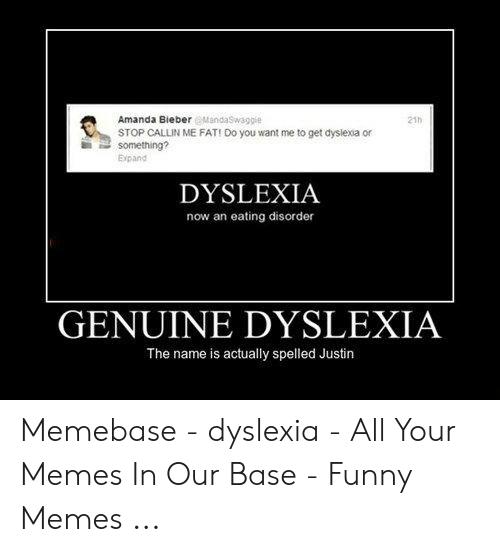 Amanda Bieber @MandaSwaggie 21h
STOP CALLIN ME FAT! Do you want me to get dyslexia or
something?
Expand
DYSLEXIA
now an eating disorder
GENUINE DYSLEXIA
The name is actually spelled Justin
Memebase - dyslexia - All Your
Memes In Our Base - Funny
Memes ...